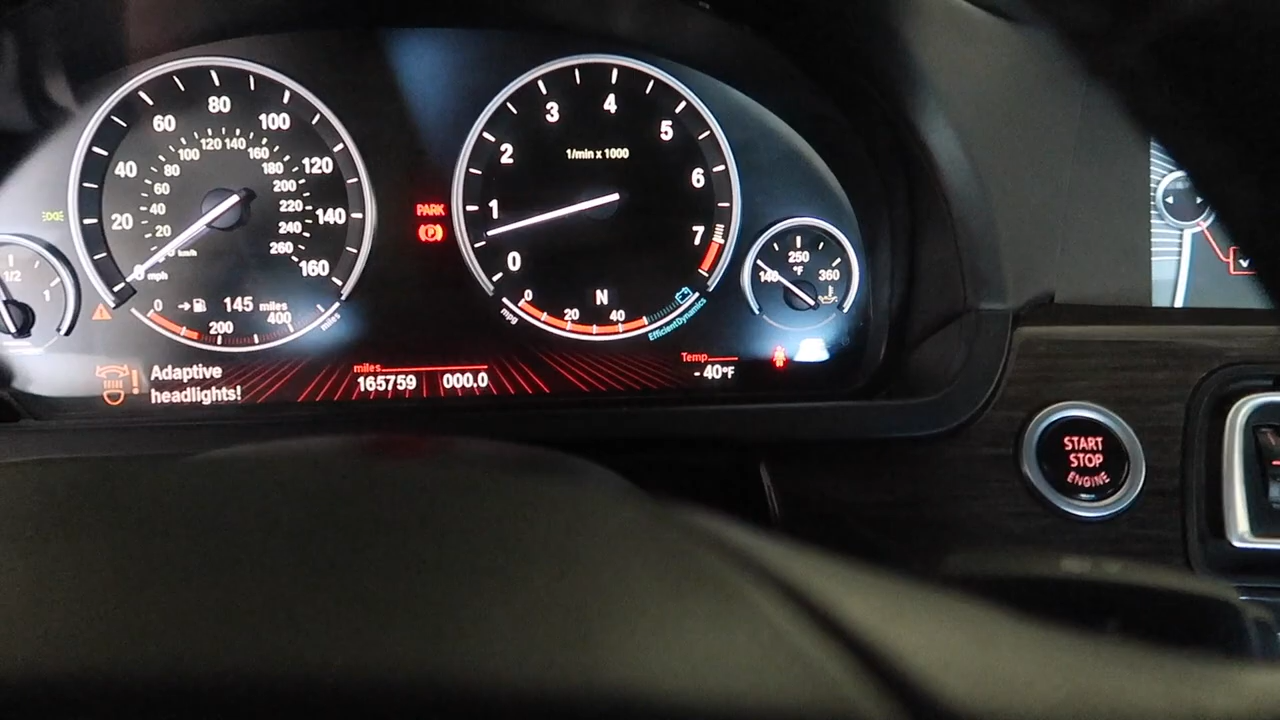 80
60
100
40
120
20
140
0
160
mph
120
140
100
160
80
180
60
200
40
220
20
240
km/h
260
1/2
1
0
145 miles
200
400
miles
PARK
P
1/min x 1000
0
1
2
3
4
5
6
7
N
0
20
40
mpg
EfficientDynamics
250
°F
140
360
Adaptive
headlights!
miles
165759 000.0
Temp
-40°F
START
STOP
ENGINE